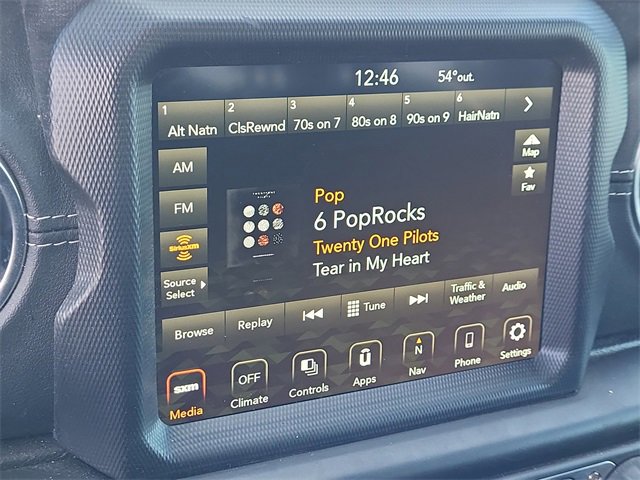 12:46 54°out.
1 2 3 4 5 6
Alt Natn ClsRewnd 70s on 7 80s on 8 90s on 9 HairNatn
AM
Map
FM
Fav
Pop
6 PopRocks
SiriusXM
Twenty One Pilots
Tear in My Heart
Source
Select
Browse Replay Tune Traffic & Weather Audio
sxm OFF N
Media Climate Controls Apps Nav Phone Settings